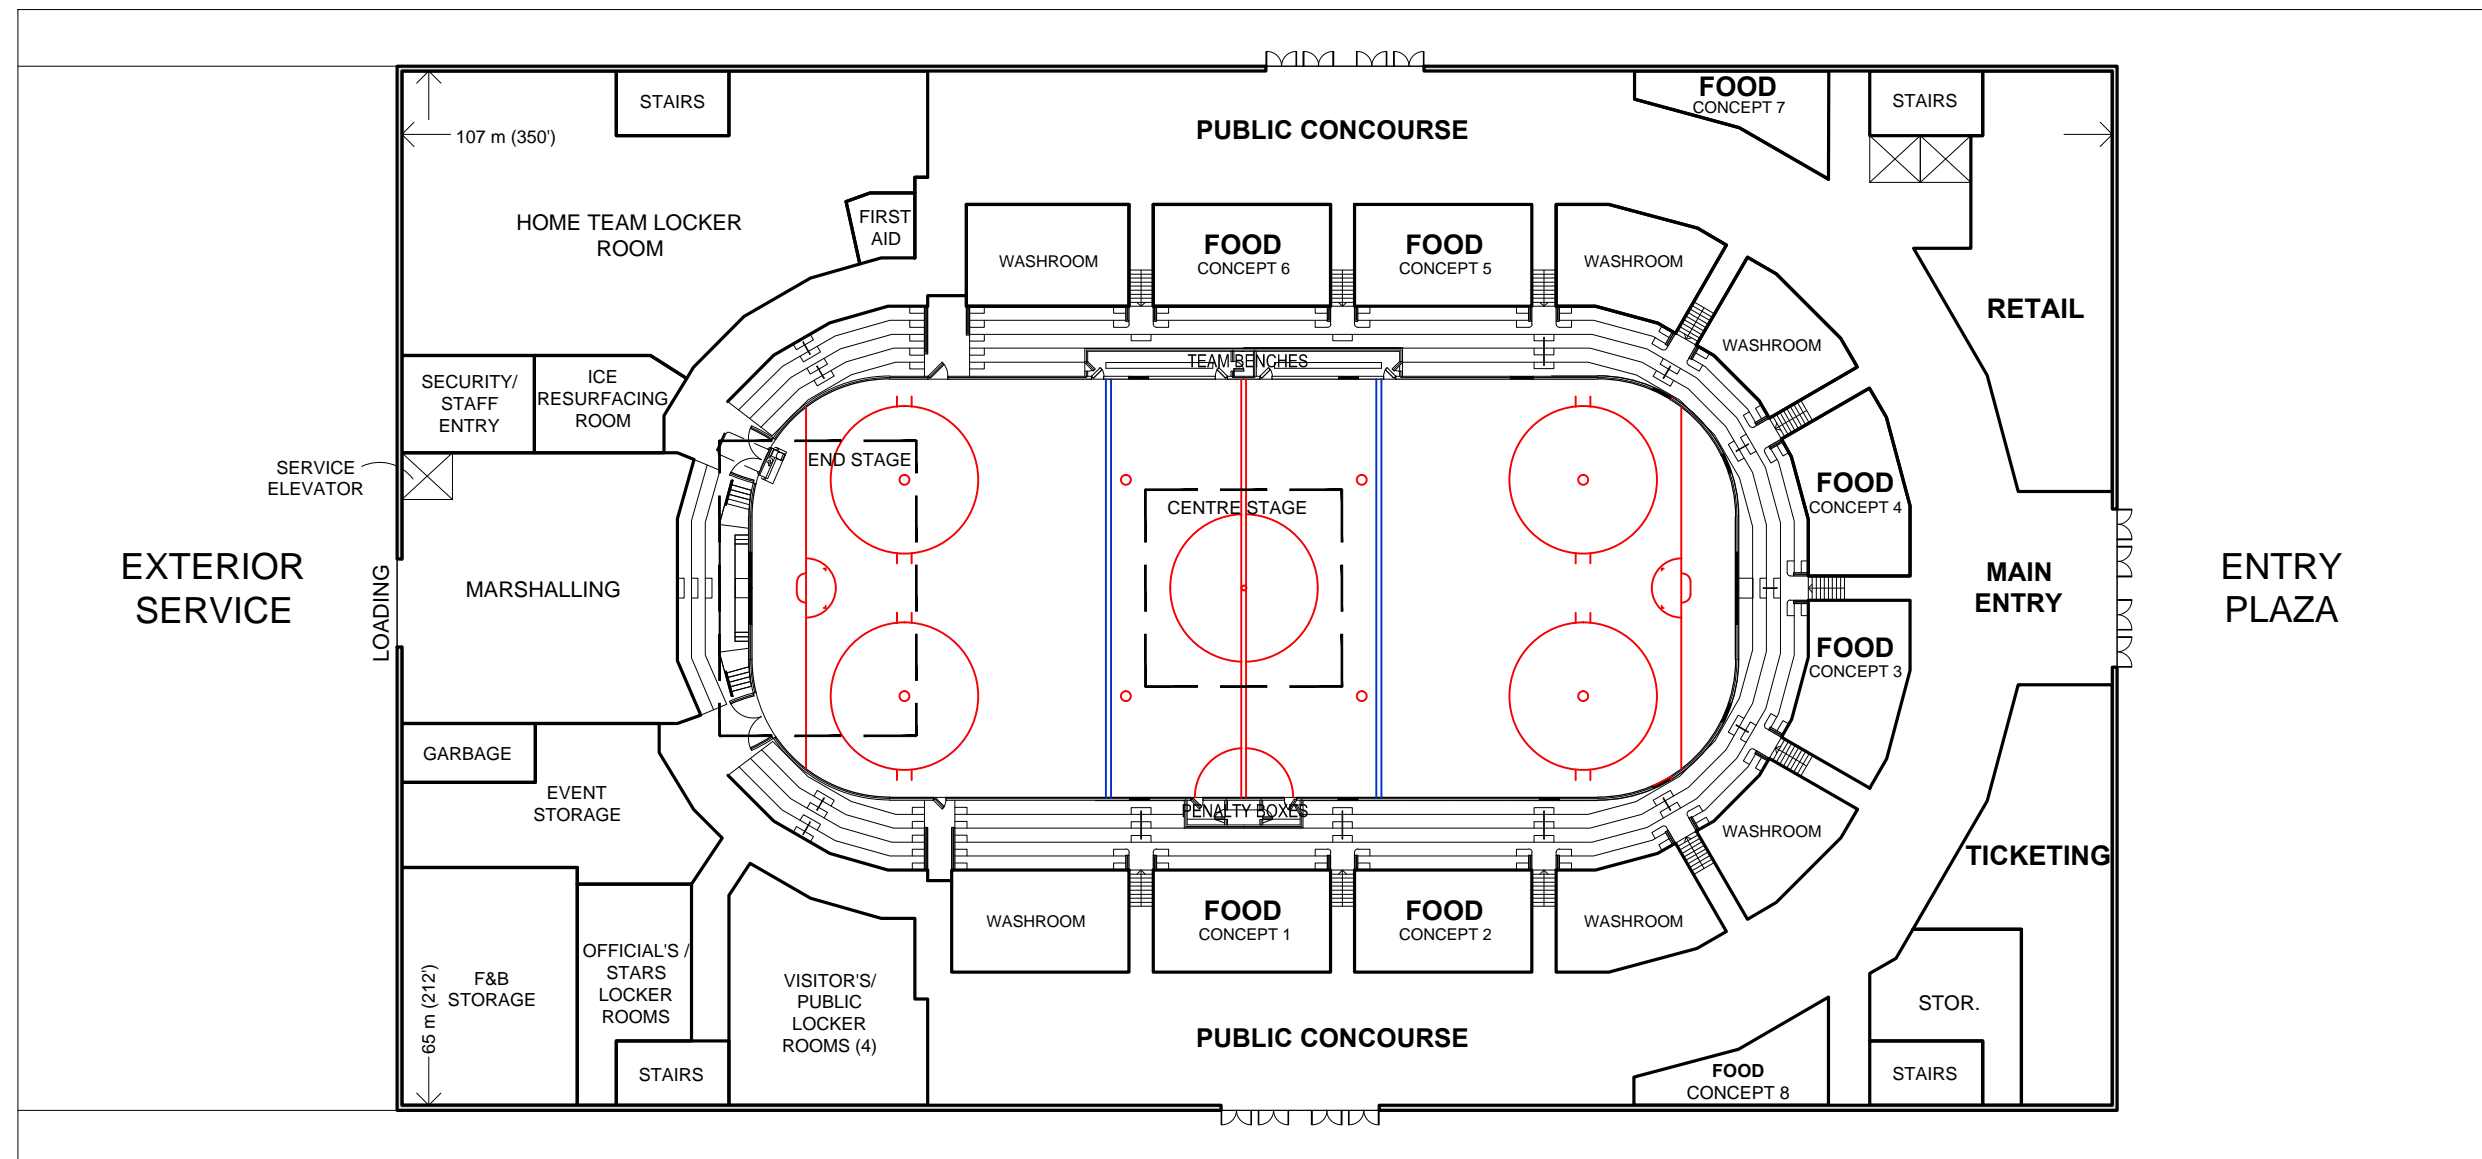 FOOD
CONCEPT 7
STAIRS
STAIRS
PUBLIC CONCOURSE
107 m (350')
HOME TEAM LOCKER
ROOM
FIRST
AID
WASHROOM
FOOD
CONCEPT 6
FOOD
CONCEPT 5
WASHROOM
RETAIL
WASHROOM
TEAM BENCHES
SECURITY/
STAFF
ENTRY
ICE
RESURFACING
ROOM
SERVICE
ELEVATOR
END STAGE
CENTRE STAGE
FOOD
CONCEPT 4
EXTERIOR
SERVICE
LOADING
MARSHALLING
MAIN
ENTRY
ENTRY
PLAZA
FOOD
CONCEPT 3
GARBAGE
EVENT
STORAGE
PENALTY BOXES
WASHROOM
TICKETING
WASHROOM
FOOD
CONCEPT 1
FOOD
CONCEPT 2
WASHROOM
F&B
STORAGE
OFFICIAL'S /
STARS
LOCKER
ROOMS
VISITOR'S/
PUBLIC
LOCKER
ROOMS (4)
65 m (212')
STOR.
PUBLIC CONCOURSE
STAIRS
FOOD
CONCEPT 8
STAIRS